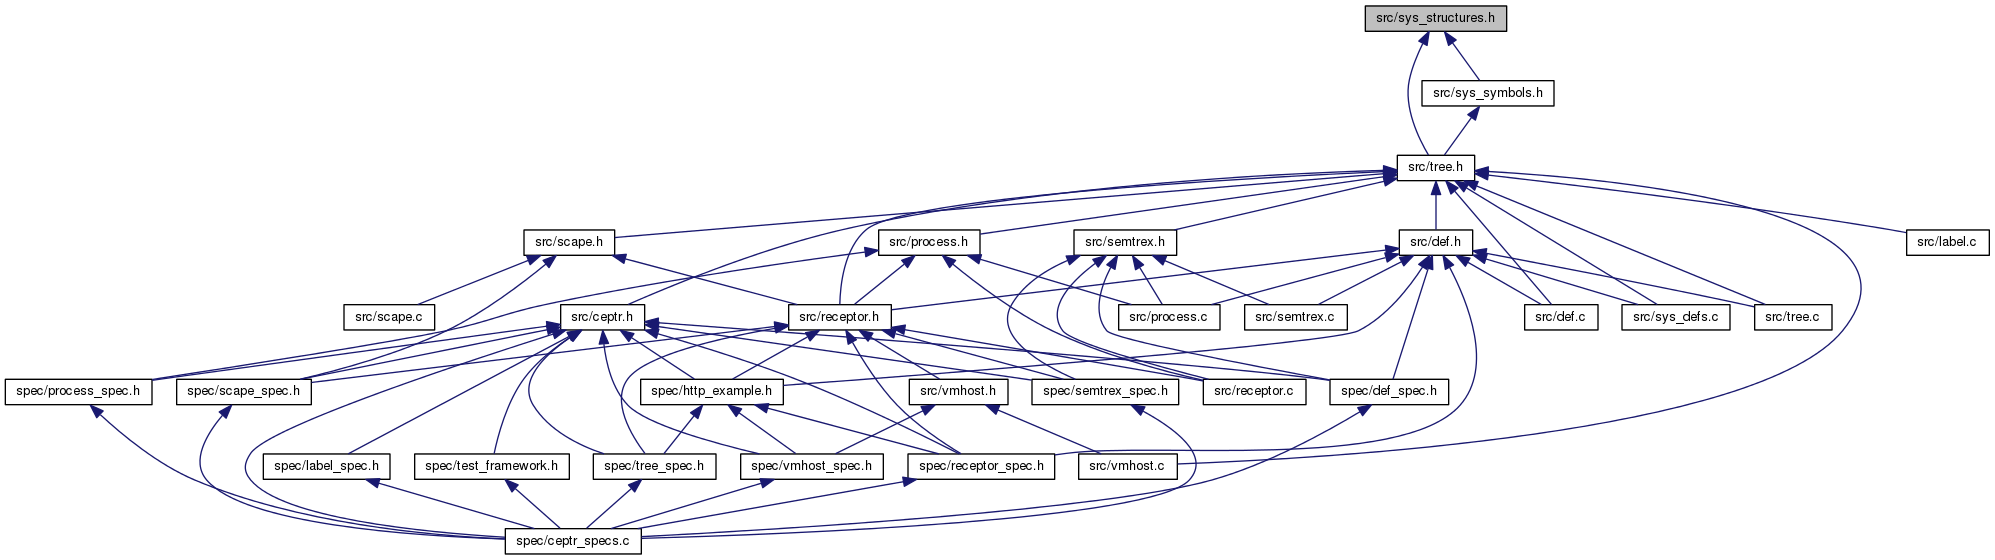 src/sys_structures.h
src/sys_symbols.h
src/tree.h
src/scape.h
src/process.h
src/semtrex.h
src/def.h
src/label.c
src/scape.c
src/ceptr.h
src/receptor.h
src/process.c
src/semtrex.c
src/def.c
src/sys_defs.c
src/tree.c
spec/process_spec.h
spec/scape_spec.h
spec/http_example.h
src/vmhost.h
spec/semtrex_spec.h
src/receptor.c
spec/def_spec.h
spec/label_spec.h
spec/test_framework.h
spec/tree_spec.h
spec/vmhost_spec.h
spec/receptor_spec.h
src/vmhost.c
spec/ceptr_specs.c